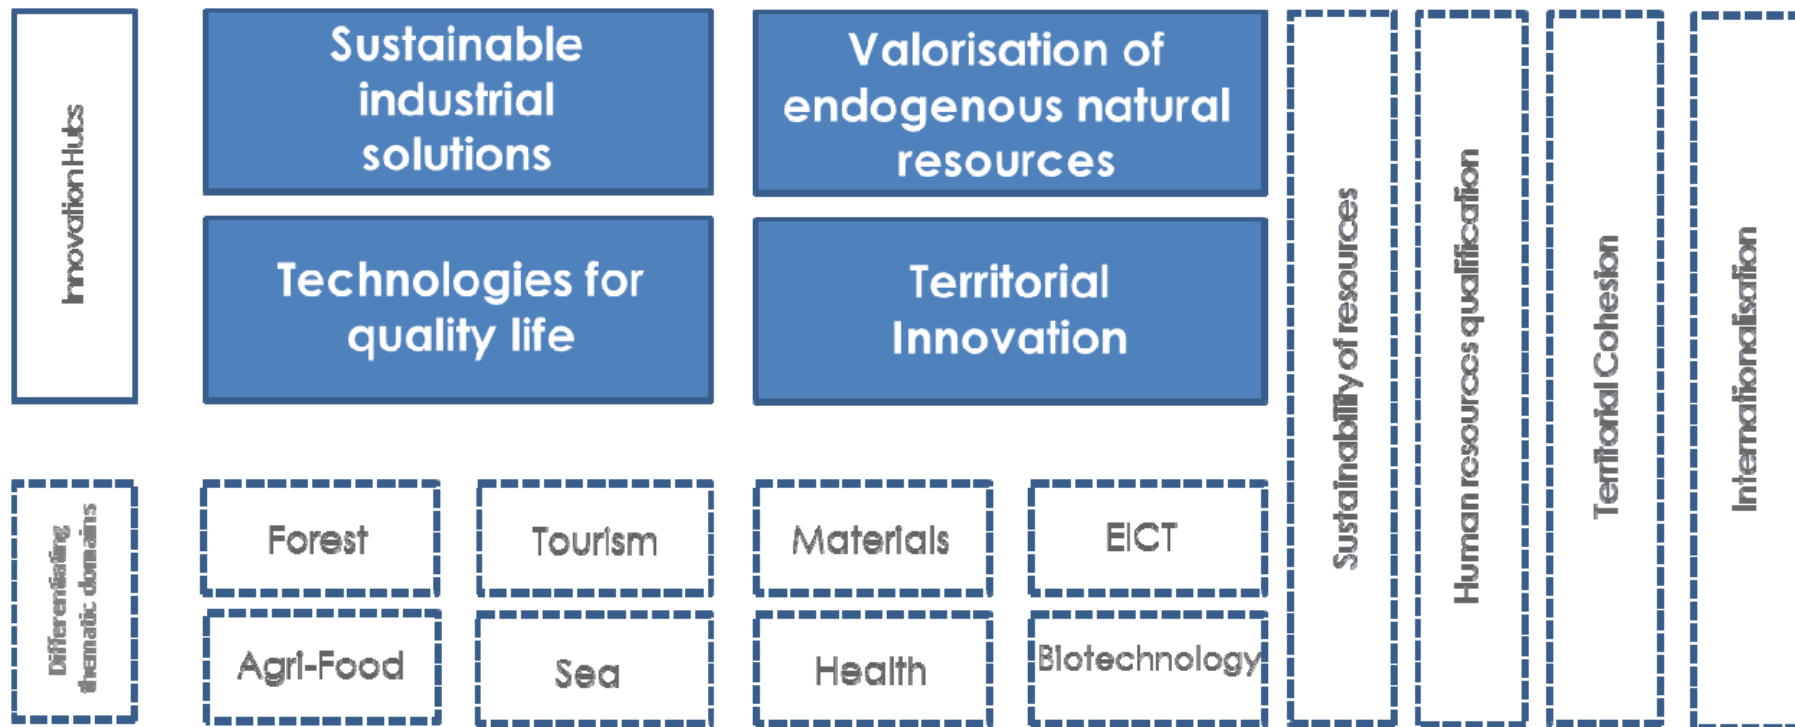 Innovation Hubs
Sustainable
industrial
solutions
Valorisation of
endogenous natural
resources
Technologies for
quality life
Territorial
Innovation
Differentiating
thematic domains
Forest
Tourism
Materials
EICT
Agri-Food
Sea
Health
Biotechnology
Sustainability of resources
Human resources qualification
Territorial Cohesion
Internationalisation